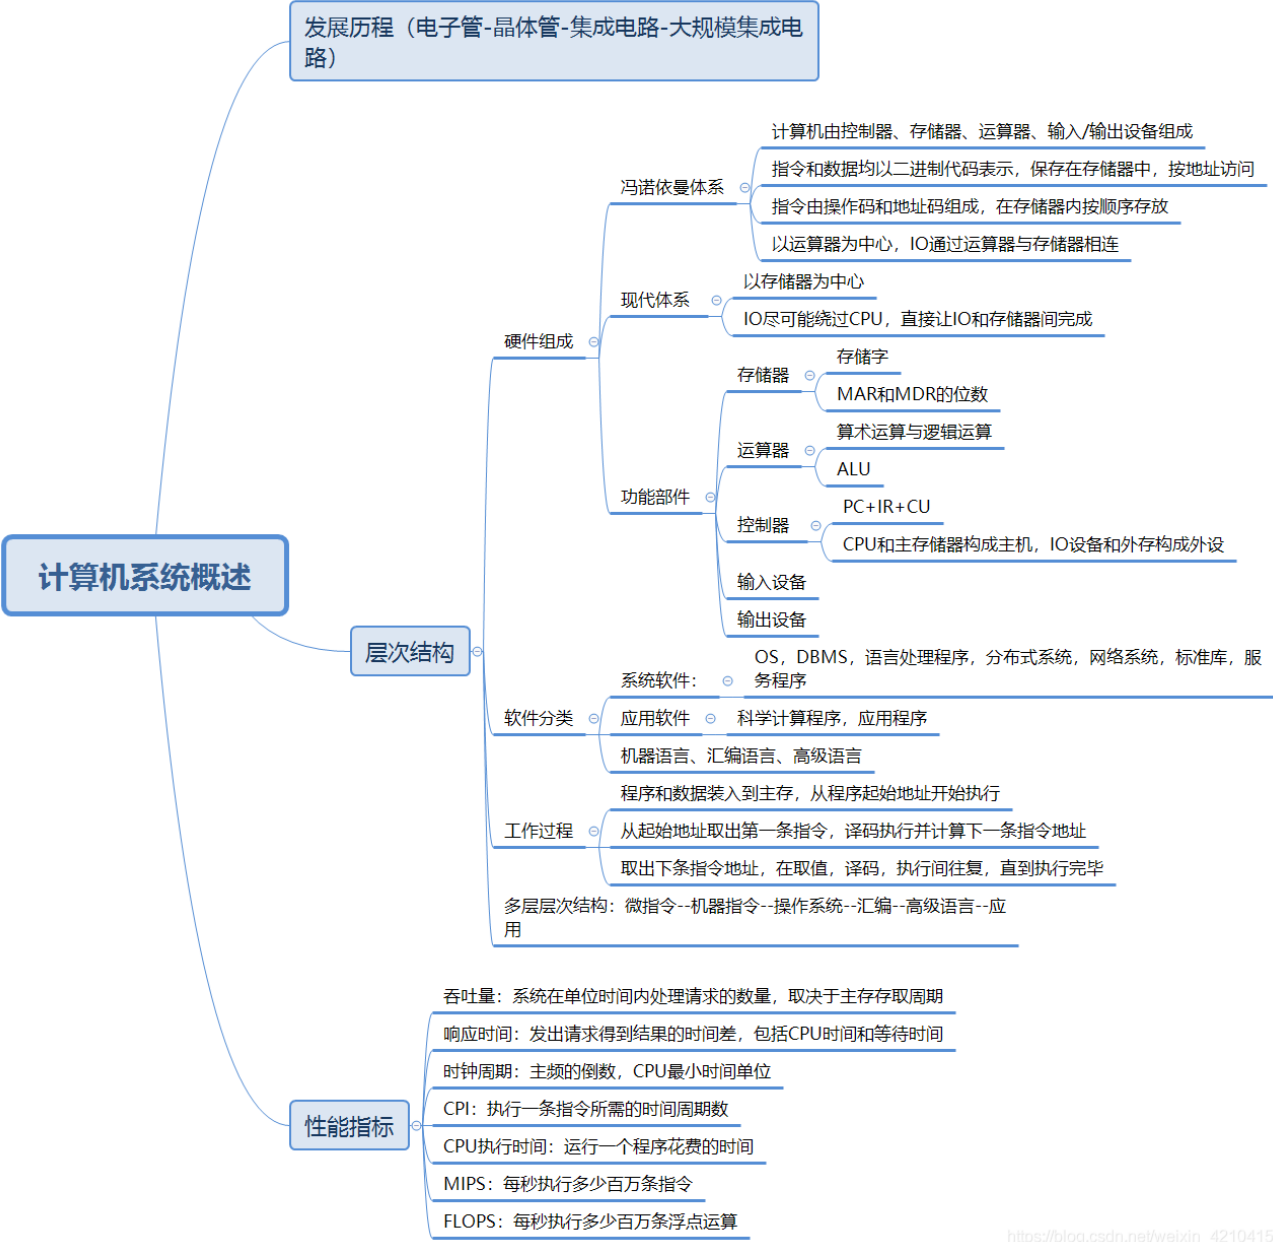 发展历程（电子管-晶体管-集成电路-大规模集成电
路）
计算机由控制器、存储器、运算器、输入/输出设备组成
冯诺依曼体系
指令和数据均以二进制代码表示，保存在存储器中，按地址访问
指令由操作码和地址码组成，在存储器内按顺序存放
以运算器为中心，IO通过运算器与存储器相连
现代体系
以存储器为中心
IO尽可能绕过CPU，直接让IO和存储器间完成
硬件组成
存储器
存储字
MAR和MDR的位数
运算器
算术运算与逻辑运算
ALU
功能部件
控制器
PC+IR+CU
CPU和主存储器构成主机，IO设备和外存构成外设
输入设备
输出设备
计算机系统概述
层次结构
系统软件：
OS，DBMS，语言处理程序，分布式系统，网络系统，标准库，服
务程序
软件分类
应用软件
科学计算程序，应用程序
机器语言、汇编语言、高级语言
程序和数据装入到主存，从程序起始地址开始执行
工作过程
从起始地址取出第一条指令，译码执行并计算下一条指令地址
取出下条指令地址，在取值，译码，执行间往复，直到执行完毕
多层层次结构：微指令--机器指令--操作系统--汇编--高级语言--应
用
吞吐量：系统在单位时间内处理请求的数量，取决于主存存取周期
响应时间：发出请求得到结果的时间差，包括CPU时间和等待时间
时钟周期：主频的倒数，CPU最小时间单位
性能指标
CPI：执行一条指令所需的时间周期数
CPU执行时间：运行一个程序花费的时间
MIPS：每秒执行多少百万条指令
FLOPS：每秒执行多少百万条浮点运算
https://blog.csdn.net/weixin_4210415